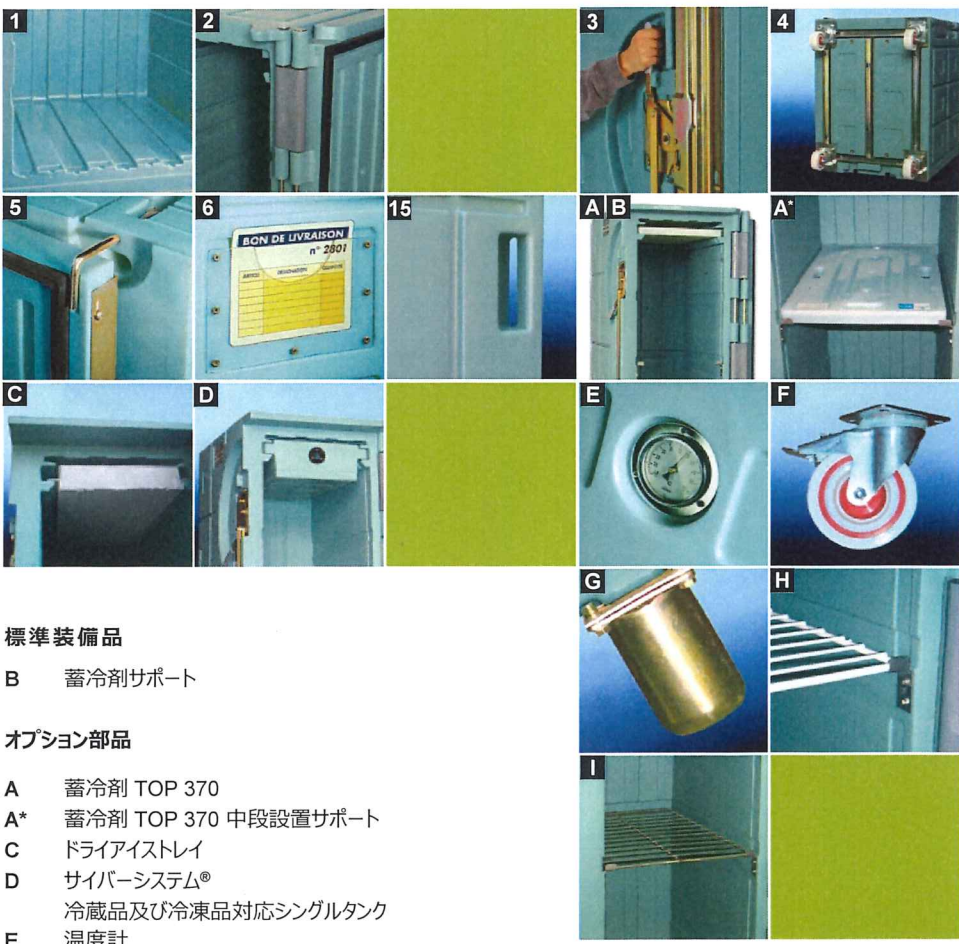 1
2
3
4
5
6
15
A B
A*
BON DE LIVRAISON
n° 2801
C
D
E
F
G
H
I
標準装備品
B 蓄冷剤サポート
オプション部品
A 蓄冷剤 TOP 370
A* 蓄冷剤 TOP 370 中段設置サポート
C ドライアイストレイ
D サイバーシステム®
冷蔵品及び冷凍品対応シングルタンク
E 温度計